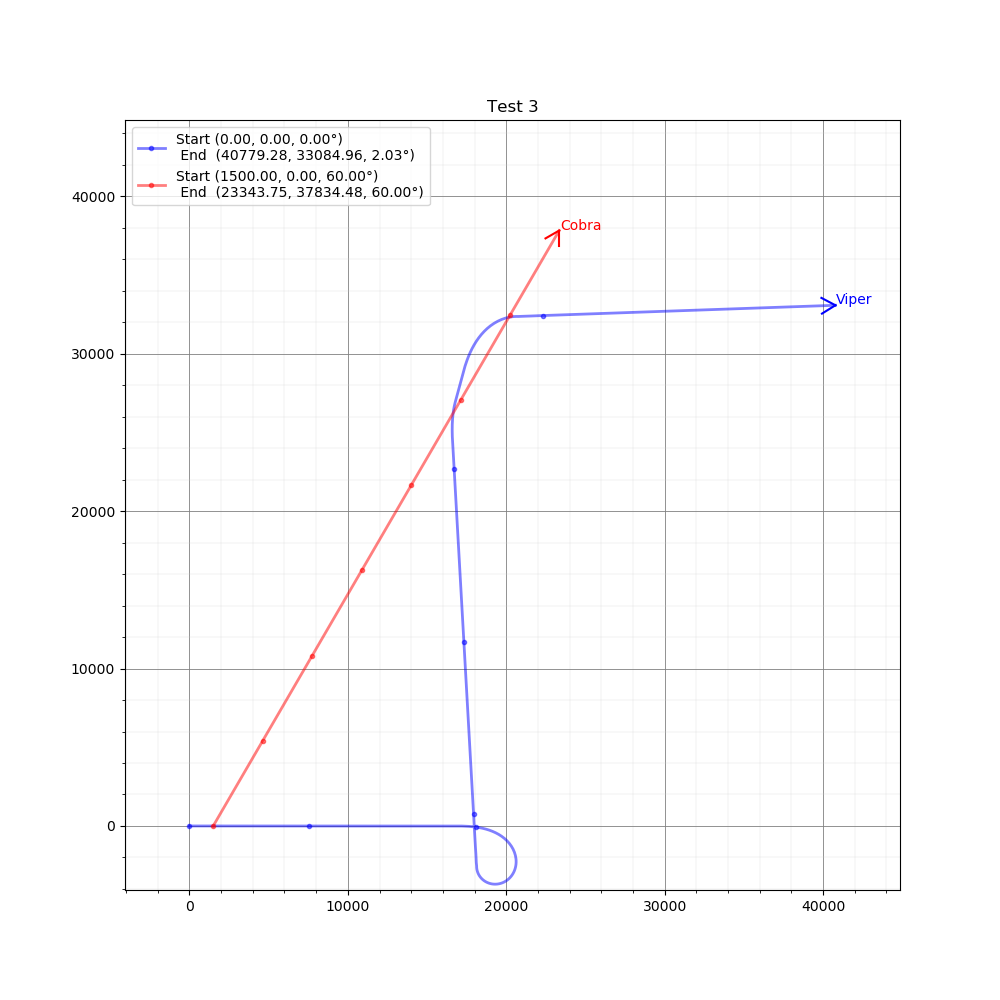 Test 3
Start (0.00, 0.00, 0.00°)
End (40779.28, 33084.96, 2.03°)
Start (1500.00, 0.00, 60.00°)
End (23343.75, 37834.48, 60.00°)
40000
Cobra
Viper
30000
20000
10000
0
0 10000 20000 30000 40000